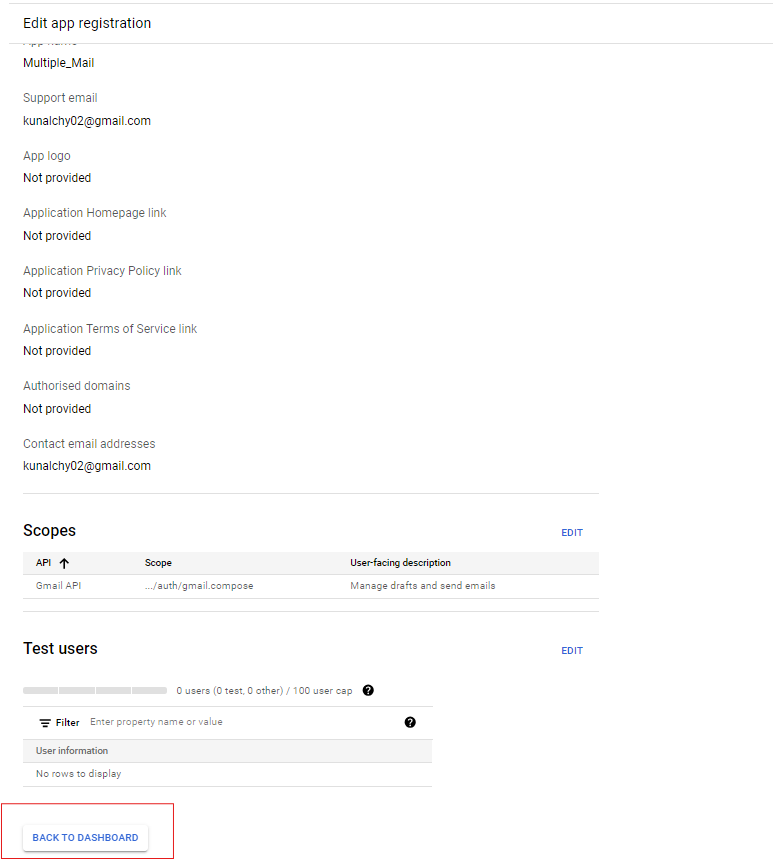 Edit app registration
App name
Multiple_Mail
Support email
kunalchy02@gmail.com
App logo
Not provided
Application Homepage link
Not provided
Application Privacy Policy link
Not provided
Application Terms of Service link
Not provided
Authorised domains
Not provided
Contact email addresses
kunalchy02@gmail.com
Scopes EDIT
API Scope User-facing description
Gmail API .../auth/gmail.compose Manage drafts and send emails
Test users EDIT
0 users (0 test, 0 other) / 100 user cap ?
Filter Enter property name or value ?
User information
No rows to display
BACK TO DASHBOARD